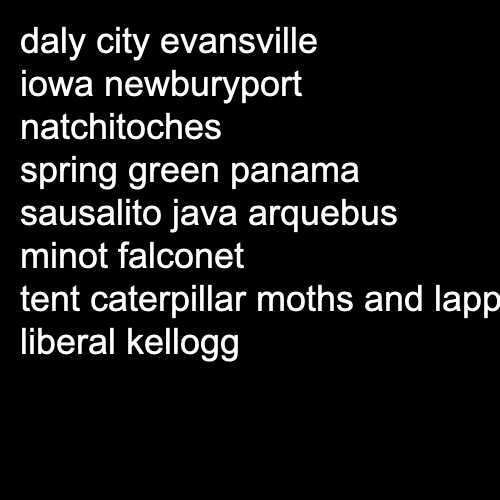 daly city evansville
iowa newburyport
natchitoches
spring green panama
sausalito java arquebus
minot falconet
tent caterpillar moths and lapp
liberal kellogg